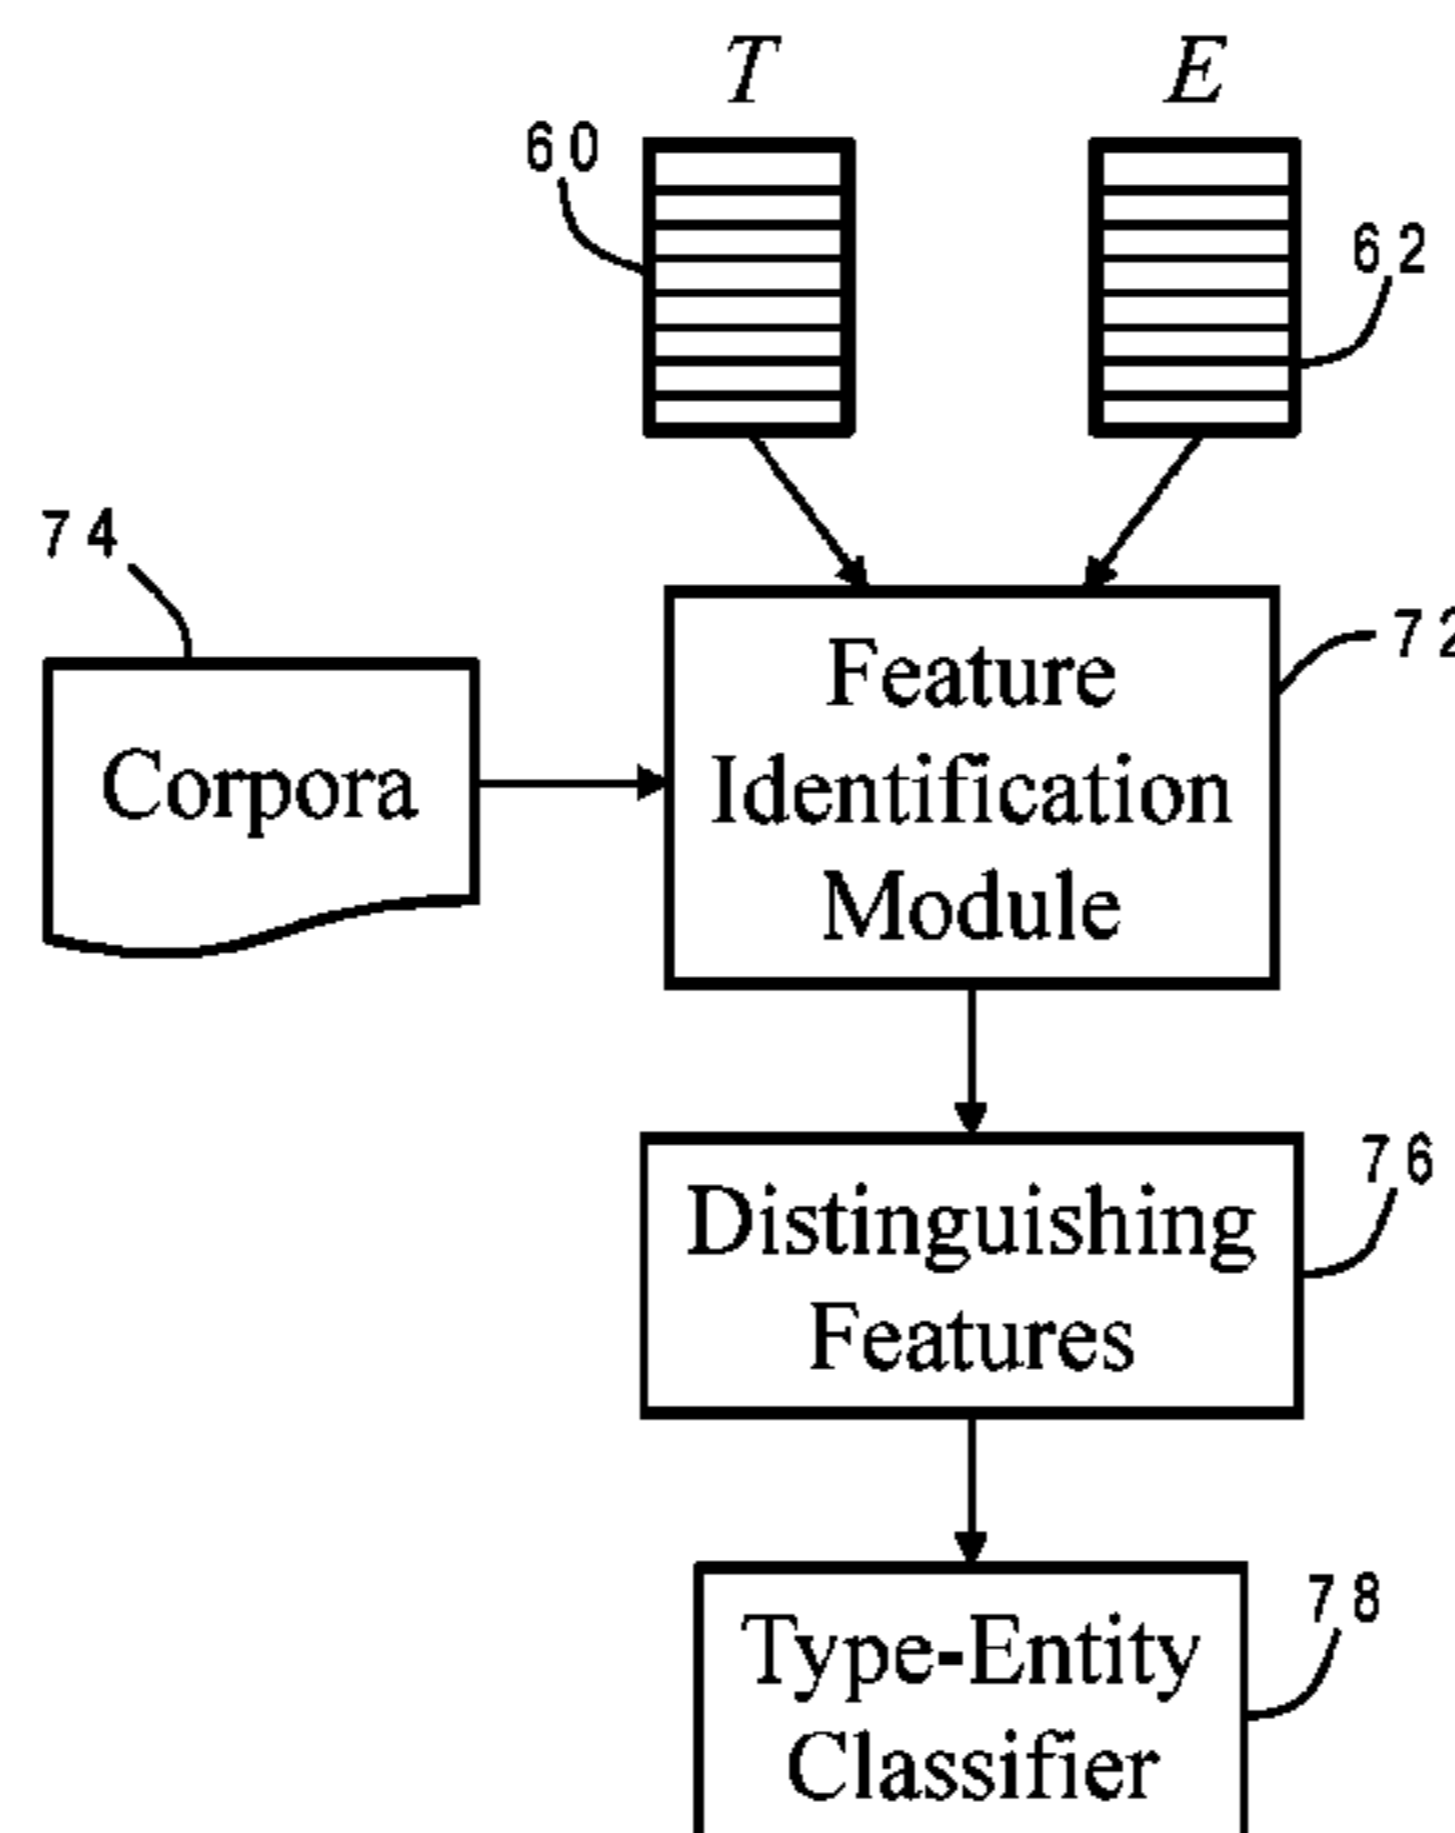 T
E
60
62
74
72
Feature
Identification
Module
Corpora
76
Distinguishing
Features
78
Type-Entity
Classifier